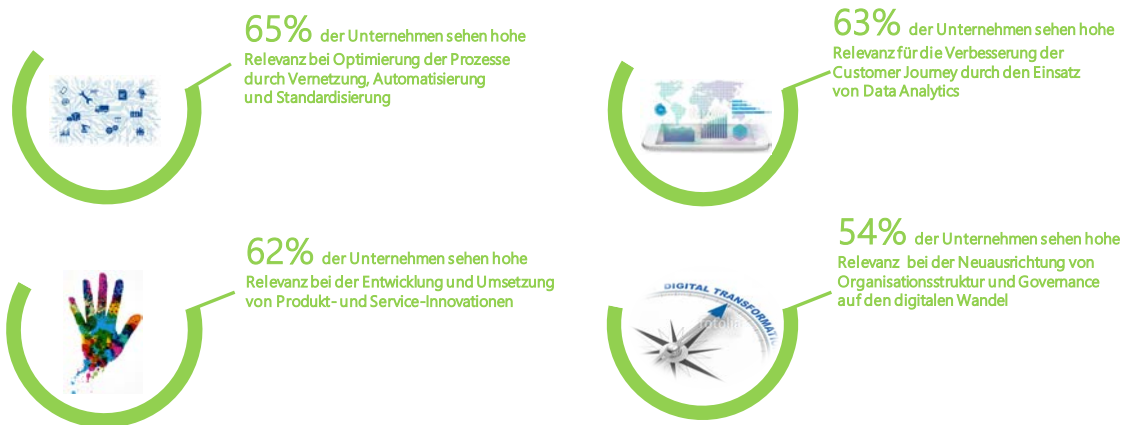 65% der Unternehmen sehen hohe
Relevanz bei Optimierung der Prozesse
durch Vernetzung, Automatisierung
und Standardisierung
63% der Unternehmen sehen hohe
Relevanz für die Verbesserung der
Customer Journey durch den Einsatz
von Data Analytics
62% der Unternehmen sehen hohe
Relevanz bei der Entwicklung und Umsetzung
von Produkt- und Service-Innovationen
54% der Unternehmen sehen hohe
Relevanz bei der Neuausrichtung von
Organisationsstruktur und Governance
auf den digitalen Wandel
DIGITAL TRANSFORMATIO
fotolia